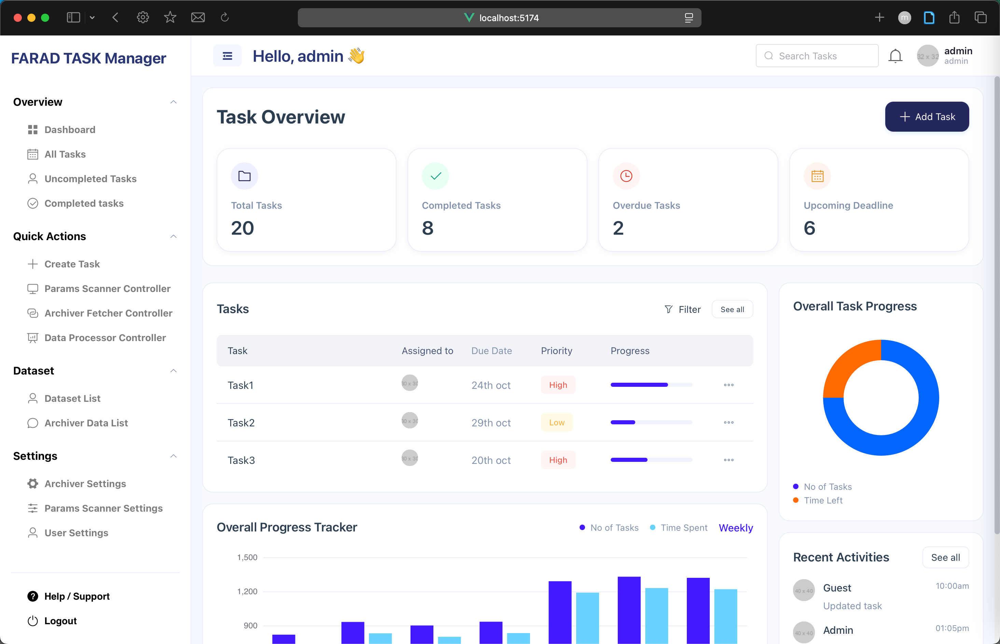 localhost:5174
m
FARAD TASK Manager
Overview
Dashboard
All Tasks
Uncompleted Tasks
Completed tasks
Quick Actions
Create Task
Params Scanner Controller
Archiver Fetcher Controller
Data Processor Controller
Dataset
Dataset List
Archiver Data List
Settings
Archiver Settings
Params Scanner Settings
User Settings
Help / Support
Logout
Hello, admin 👋
Search Tasks
32 x 32
admin
admin
Task Overview
Add Task
Total Tasks
20
Completed Tasks
8
Overdue Tasks
2
Upcoming Deadline
6
Tasks
Filter
See all
Task Assigned to Due Date Priority Progress
Task1 30 x 30 24th oct High
Task2 30 x 30 29th oct Low
Task3 30 x 30 20th oct High
Overall Task Progress
No of Tasks
Time Left
Overall Progress Tracker
No of Tasks Time Spent Weekly
1,500
1,200
900
Recent Activities
See all
40 x 40
Guest 10:00am
Updated task
40 x 40
Admin 01:05pm